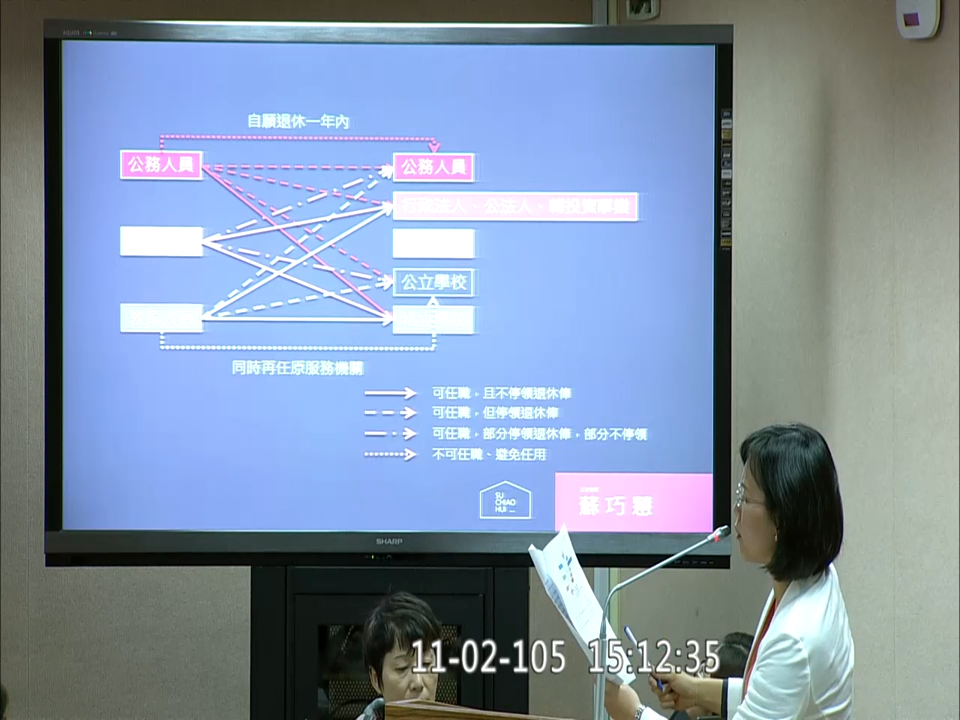 自願退休一年內
公務人員
公務人員
公立學校
同時再任原服務機關
可任職，且不停領退休俸
可任職，但停領退休俸
可任職，部分停領退休俸，部分不停領
不可任職、避免任用
SU
CHIAO
HUI
蘇巧慧
SHARP
11-02-105 15:12:35